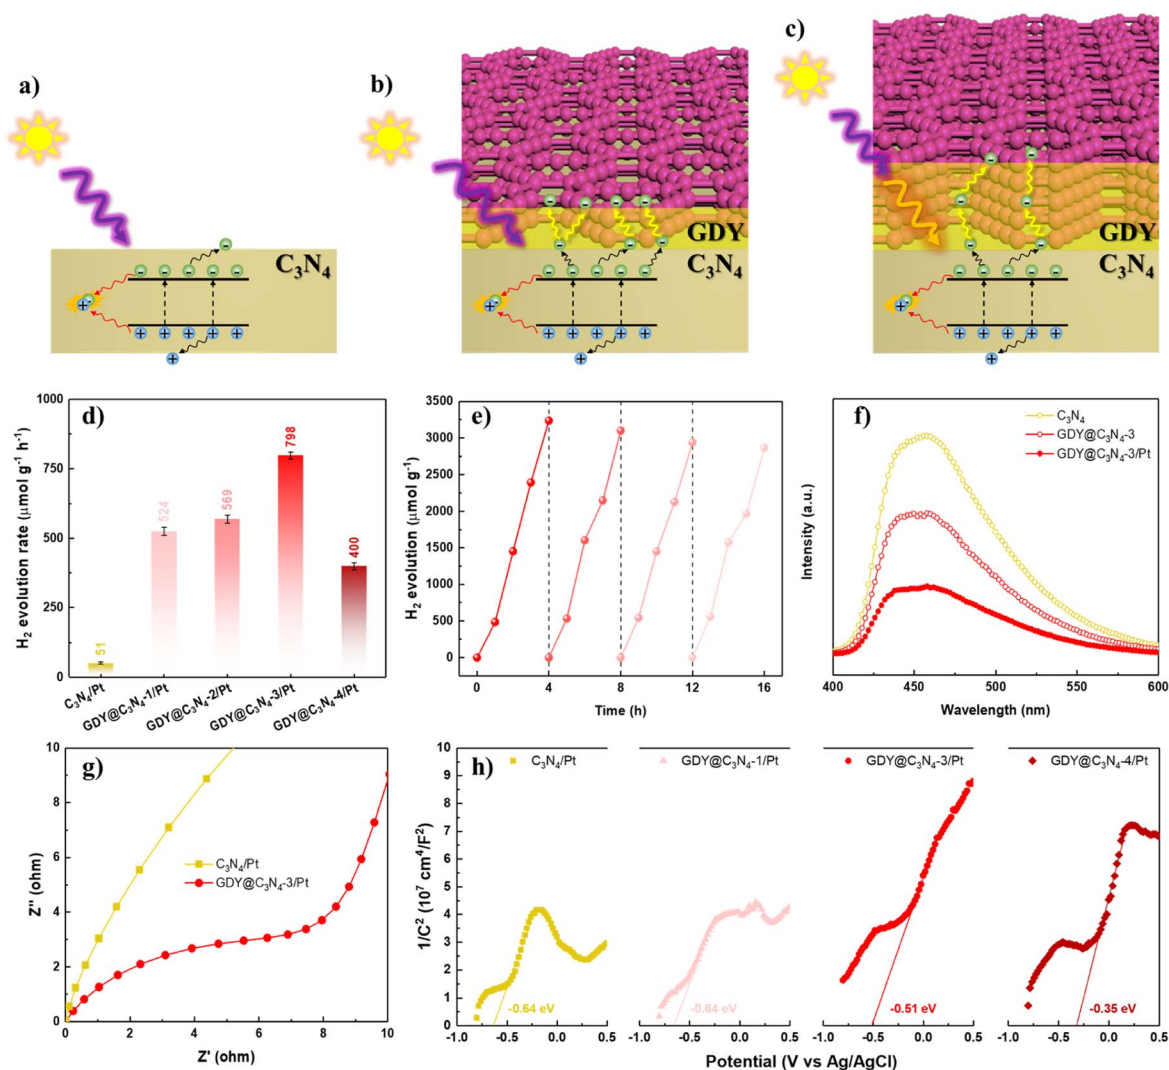 a)
C₃N₄
b)
GDY
C₃N₄
c)
GDY
C₃N₄
d)
H₂ evolution rate (μmol g⁻¹ h⁻¹)
1000
750
500
250
0
51
524
569
798
400
C₃N₄/Pt
GDY@C₃N₄-1/Pt
GDY@C₃N₄-2/Pt
GDY@C₃N₄-3/Pt
GDY@C₃N₄-4/Pt
e)
H₂ evolution (μmol g⁻¹)
3500
3000
2500
2000
1500
1000
500
0
0 4 8 12 16
Time (h)
f)
C₃N₄
GDY@C₃N₄-3
GDY@C₃N₄-3/Pt
Intensity (a.u.)
400 450 500 550 600
Wavelength (nm)
g)
Z'' (ohm)
10
8
6
4
2
0
C₃N₄/Pt
GDY@C₃N₄-3/Pt
0 2 4 6 8 10
Z' (ohm)
h)
C₃N₄/Pt
GDY@C₃N₄-1/Pt
GDY@C₃N₄-3/Pt
GDY@C₃N₄-4/Pt
1/C² (10⁷ cm⁴/F²)
9
8
7
6
5
4
3
2
1
0
-0.64 eV
-0.64 eV
-0.51 eV
-0.35 eV
-1.0 -0.5 0.0 0.5 -1.0 -0.5 0.0 0.5 -1.0 -0.5 0.0 0.5 -1.0 -0.5 0.0 0.5
Potential (V vs Ag/AgCl)